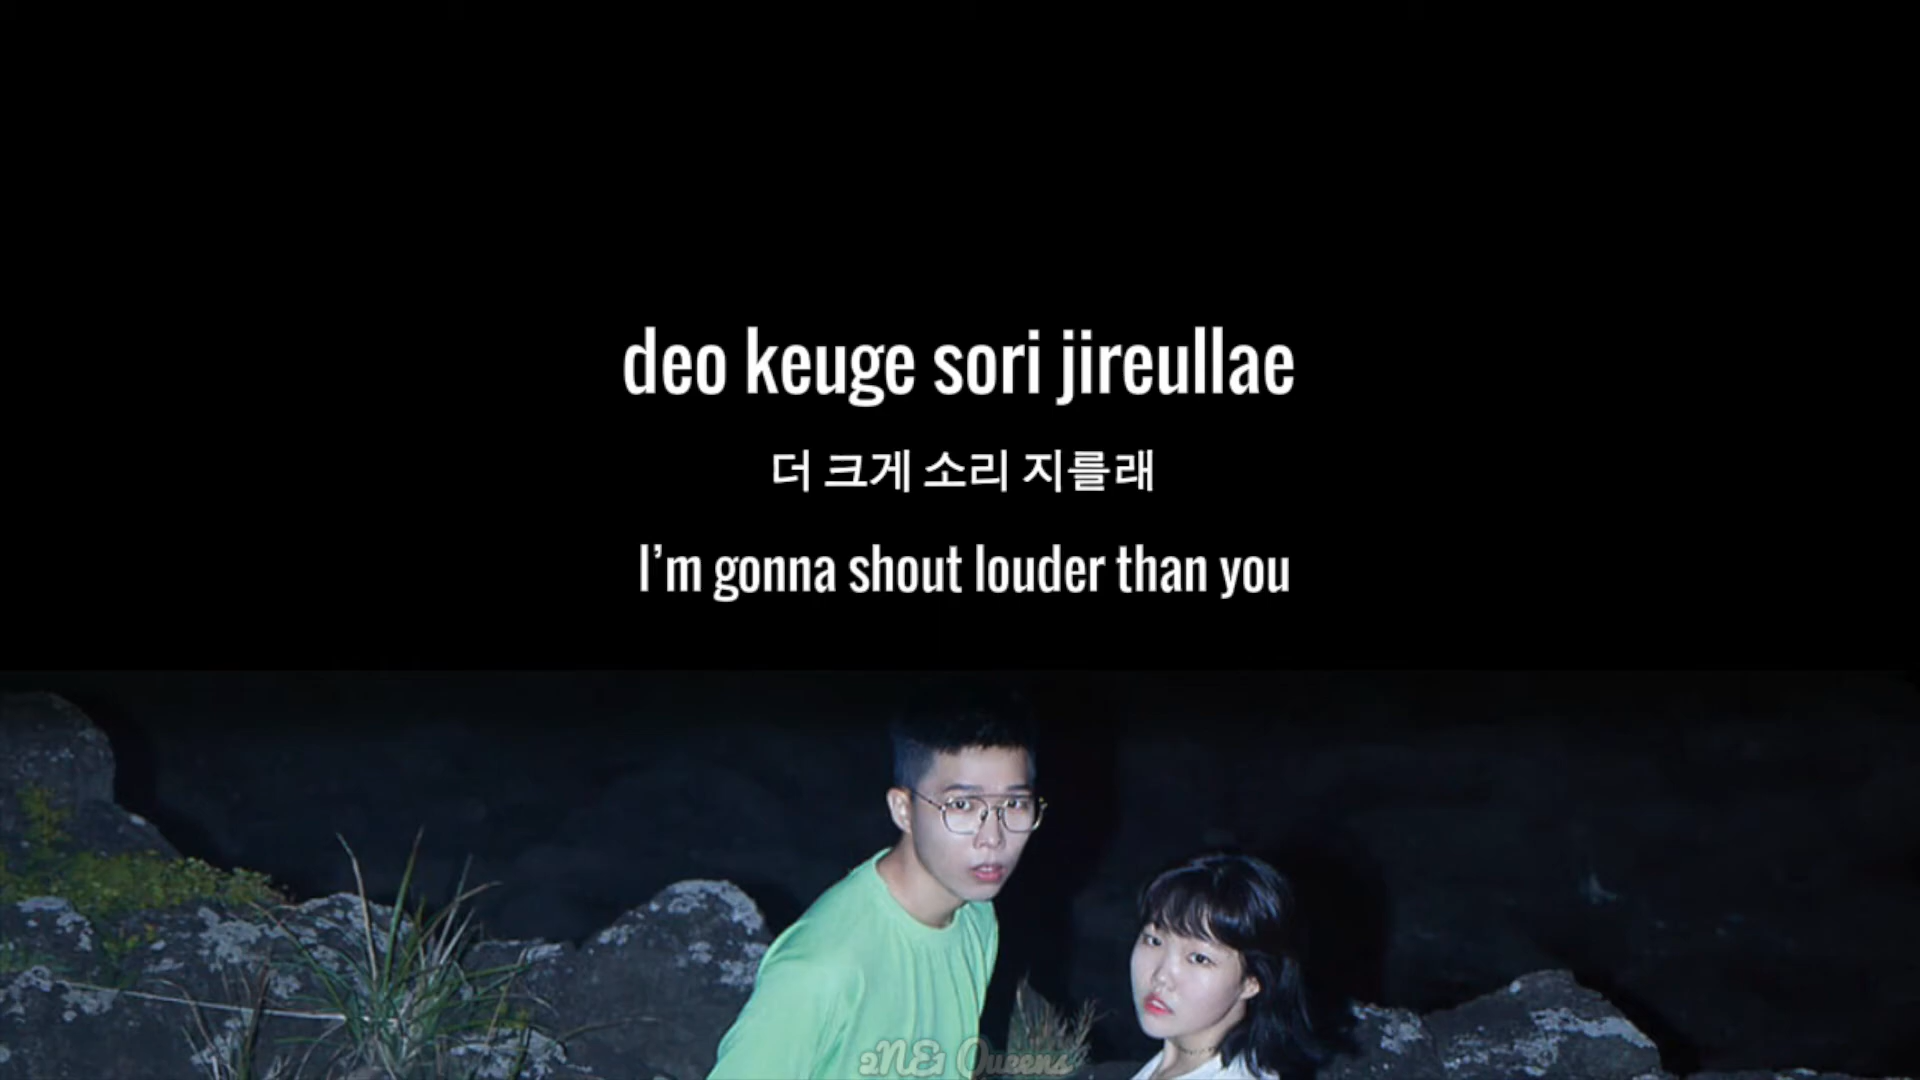 deo keuge sori jireullae
더 크게 소리 지를래
I’m gonna shout louder than you
2NE1 Queens